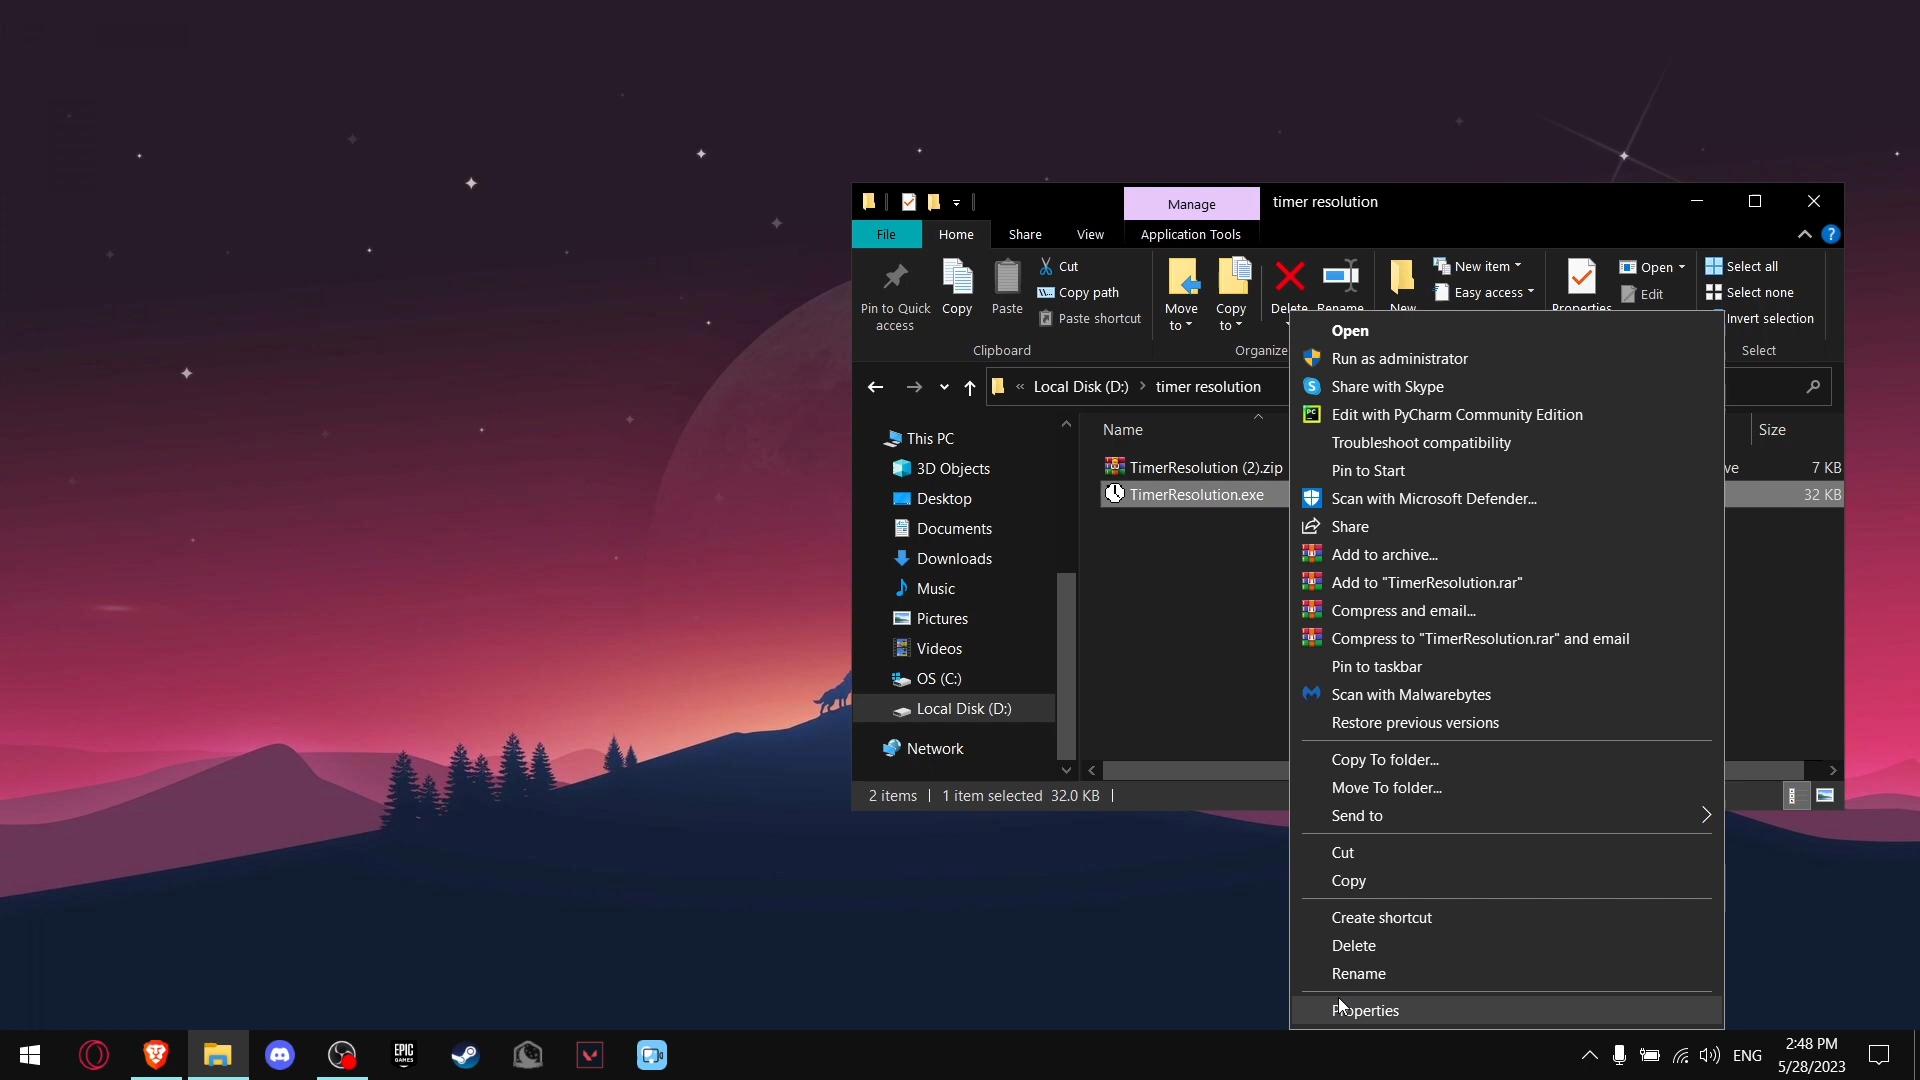 Manage
timer resolution
File
Home
Share
View
Application Tools
Pin to Quick access
Copy
Paste
Cut
Copy path
Paste shortcut
Clipboard
Move to
Copy to
Delete
Rename
Organize
New
New item
Easy access
Properties
Open
Edit
Select all
Select none
Invert selection
Select
« Local Disk (D:) > timer resolution
This PC
3D Objects
Desktop
Documents
Downloads
Music
Pictures
Videos
OS (C:)
Local Disk (D:)
Network
Name
Size
TimerResolution (2).zip
ve
7 KB
TimerResolution.exe
32 KB
2 items
1 item selected 32.0 KB
Open
Run as administrator
Share with Skype
Edit with PyCharm Community Edition
Troubleshoot compatibility
Pin to Start
Scan with Microsoft Defender...
Share
Add to archive...
Add to "TimerResolution.rar"
Compress and email...
Compress to "TimerResolution.rar" and email
Pin to taskbar
Scan with Malwarebytes
Restore previous versions
Copy To folder...
Move To folder...
Send to
Cut
Copy
Create shortcut
Delete
Rename
Properties
EPIC
GAMES
ENG
2:48 PM
5/28/2023